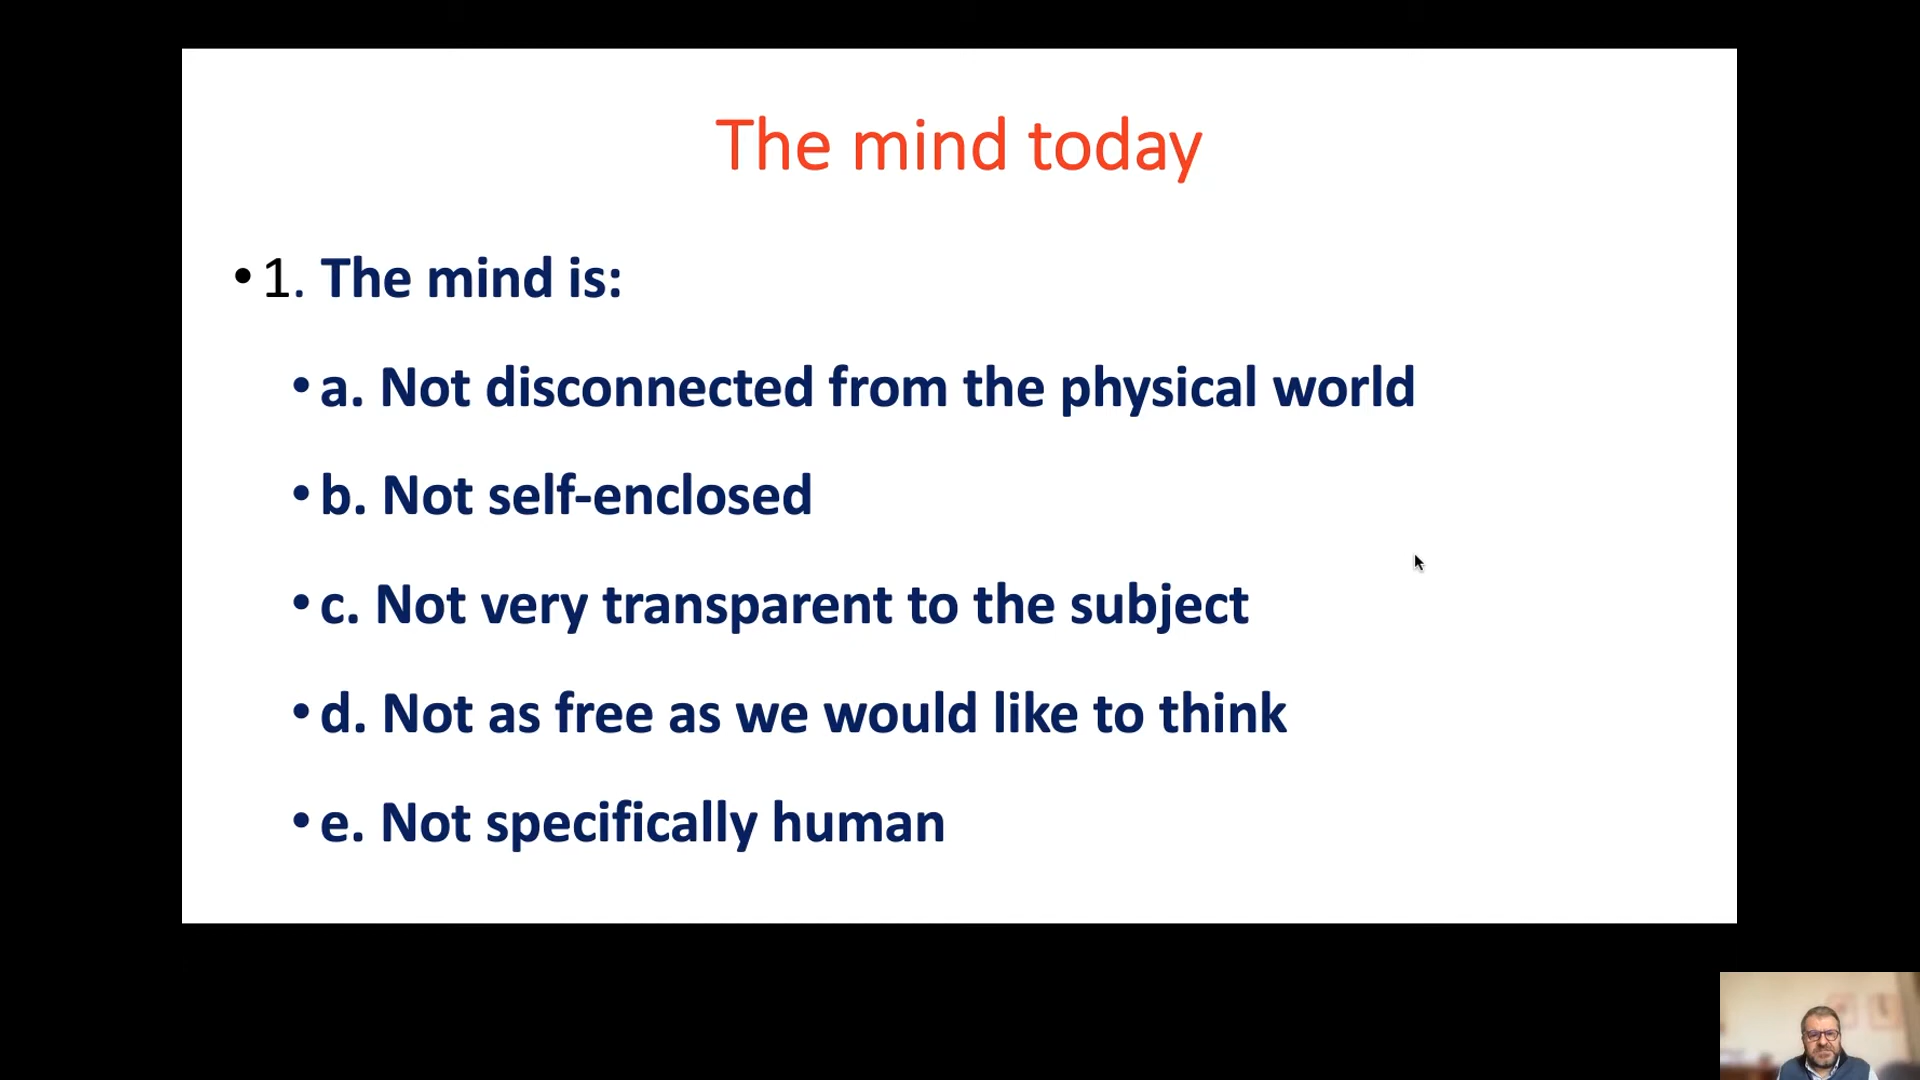 The mind today
• 1. The mind is:
• a. Not disconnected from the physical world
• b. Not self-enclosed
• c. Not very transparent to the subject
• d. Not as free as we would like to think
• e. Not specifically human